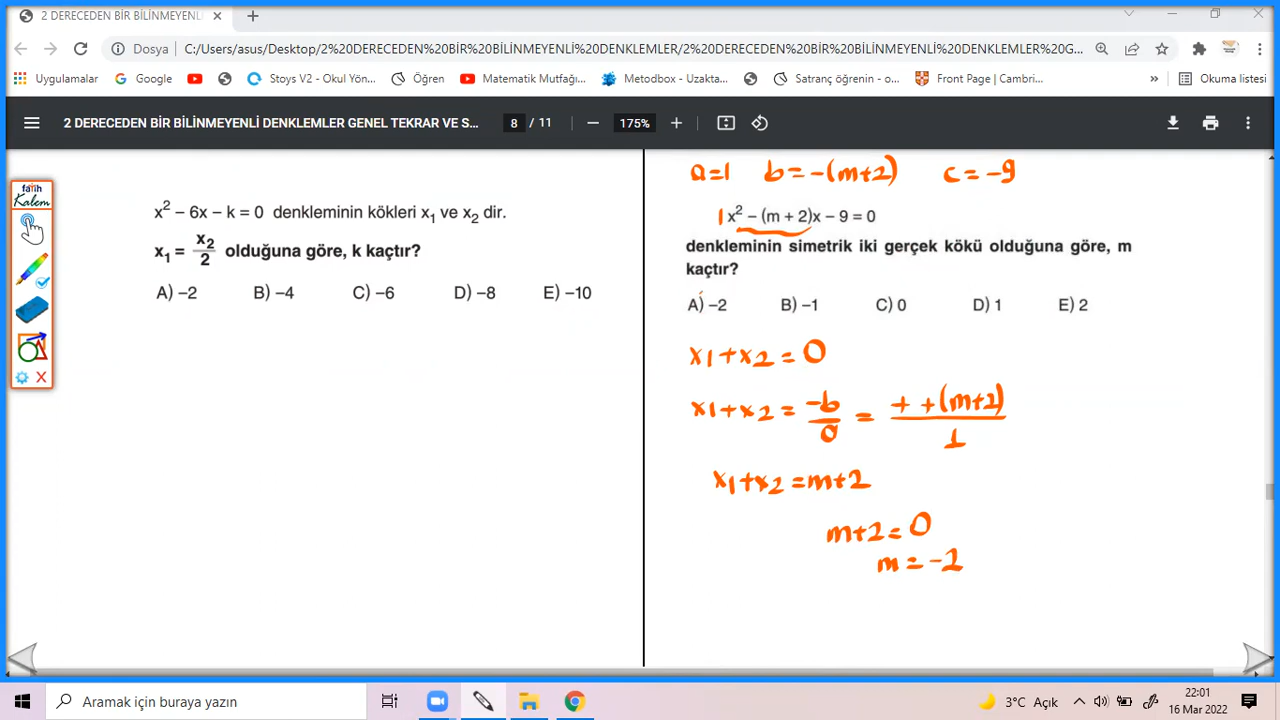 2 DERECEDEN BİR BİLİNMEYENLİ
Dosya C:/Users/asus/Desktop/2%20DERECEDEN%20BİR%20BİLİNMEYENLİ%20DENKLEMLER/2%20DERECEDEN%20BİR%20BİLİNMEYENLİ%20DENKLEMLER%20G...
Uygulamalar Google Stoys V2 - Okul Yön... Öğren Matematik Mutfağı... Metodbox - Uzakta... Satranç öğrenin - o... Front Page | Cambri... » Okuma listesi
2 DERECEDEN BİR BİLİNMEYENLİ DENKLEMLER GENEL TEKRAR VE S... 8 / 11 — 175% +
fatih
Kalem
x² − 6x − k = 0 denkleminin kökleri x₁ ve x₂ dir.
x₁ = x₂/2 olduğuna göre, k kaçtır?
A) −2 B) −4 C) −6 D) −8 E) −10
a=1 b=-(m+2) c=-9
1x² − (m + 2)x − 9 = 0
denkleminin simetrik iki gerçek kökü olduğuna göre, m
kaçtır?
A) −2 B) −1 C) 0 D) 1 E) 2
x1+x2=0
x1+x2 = -b/a = ++(m+2)/1
x1+x2=m+2
m+2=0
m=-2
Aramak için buraya yazın 3°C Açık 22:01
16 Mar 2022